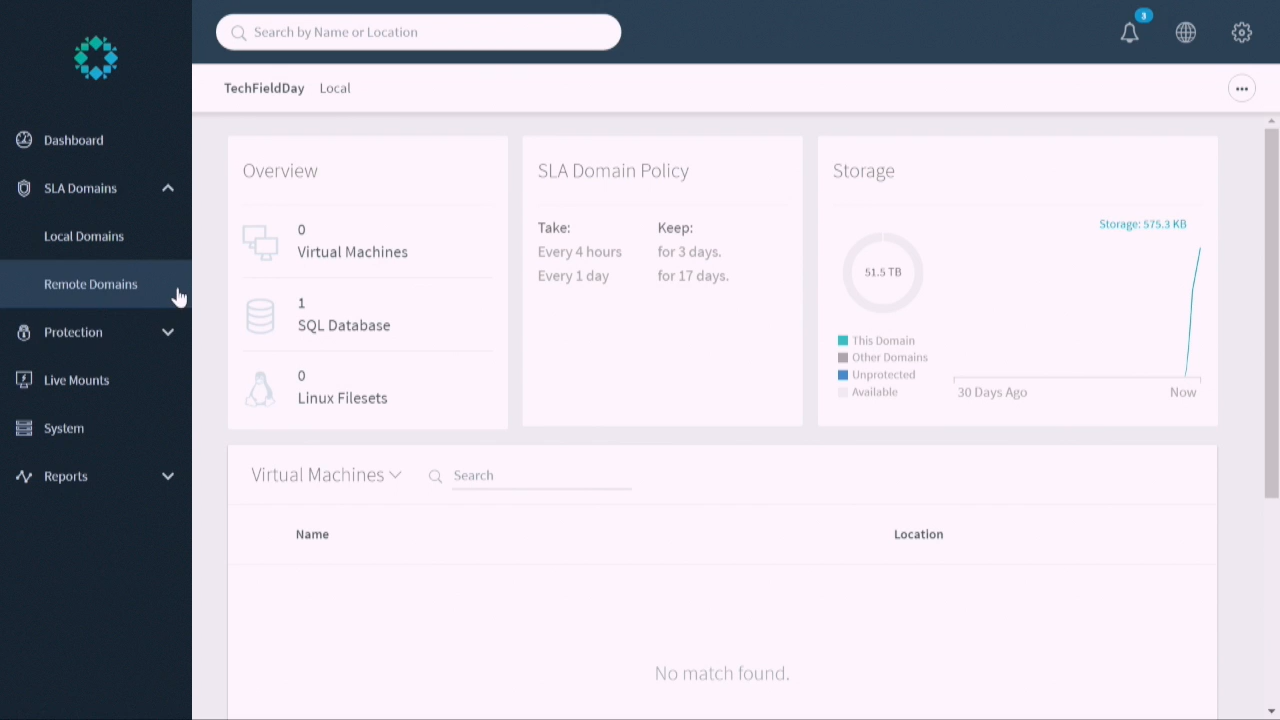 Search by Name or Location
3
TechFieldDay Local
Dashboard
SLA Domains
Local Domains
Remote Domains
Protection
Live Mounts
System
Reports
Overview
0
Virtual Machines
1
SQL Database
0
Linux Filesets
SLA Domain Policy
Take: Keep:
Every 4 hours for 3 days.
Every 1 day for 17 days.
Storage
Storage: 575.3 KB
51.5 TB
This Domain
Other Domains
Unprotected
Available
30 Days Ago Now
Virtual Machines Search
Name Location
No match found.